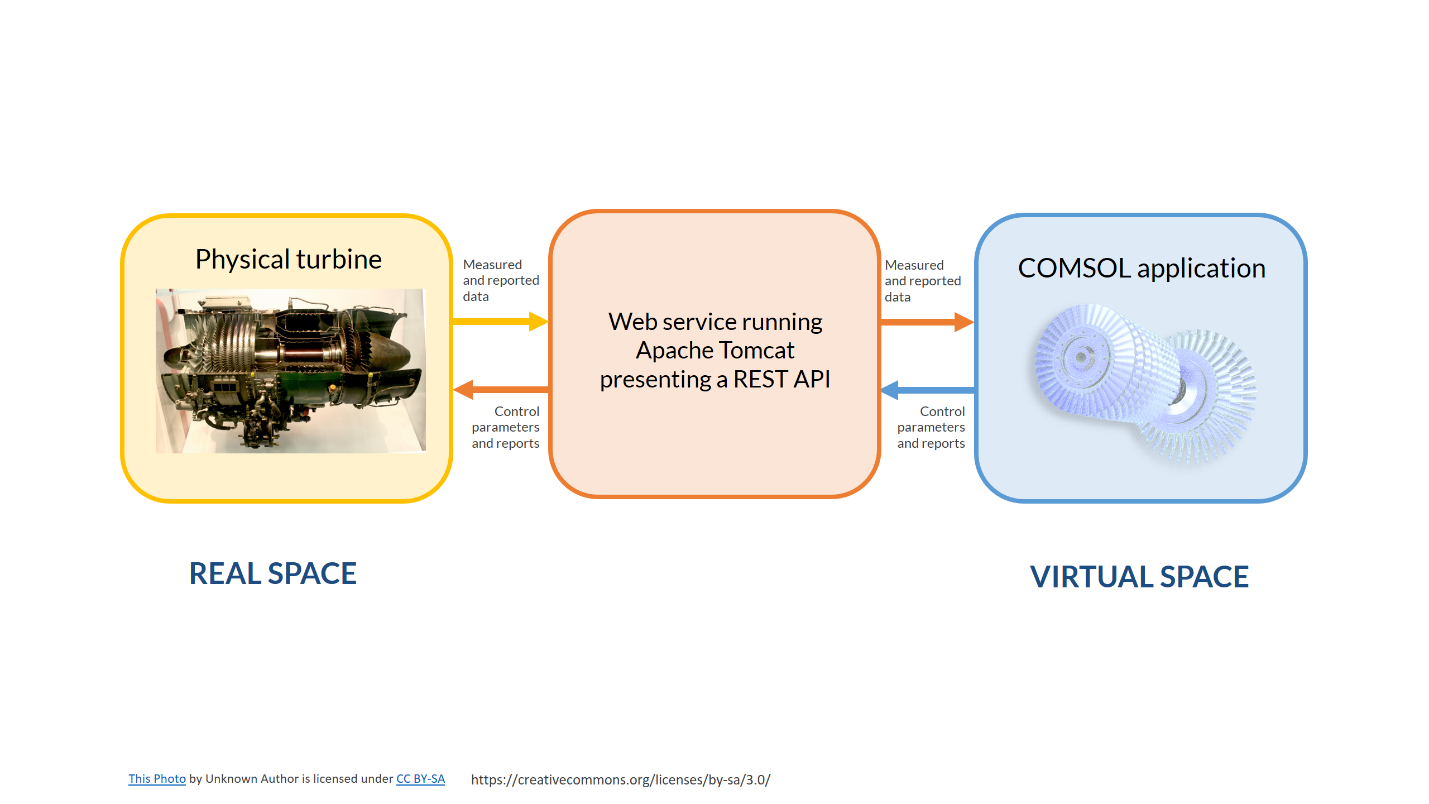 Physical turbine
Measured
and reported
data
Control
parameters
and reports
Web service running
Apache Tomcat
presenting a REST API
Measured
and reported
data
Control
parameters
and reports
COMSOL application
REAL SPACE
VIRTUAL SPACE
This Photo by Unknown Author is licensed under CC BY-SA
https://creativecommons.org/licenses/by-sa/3.0/